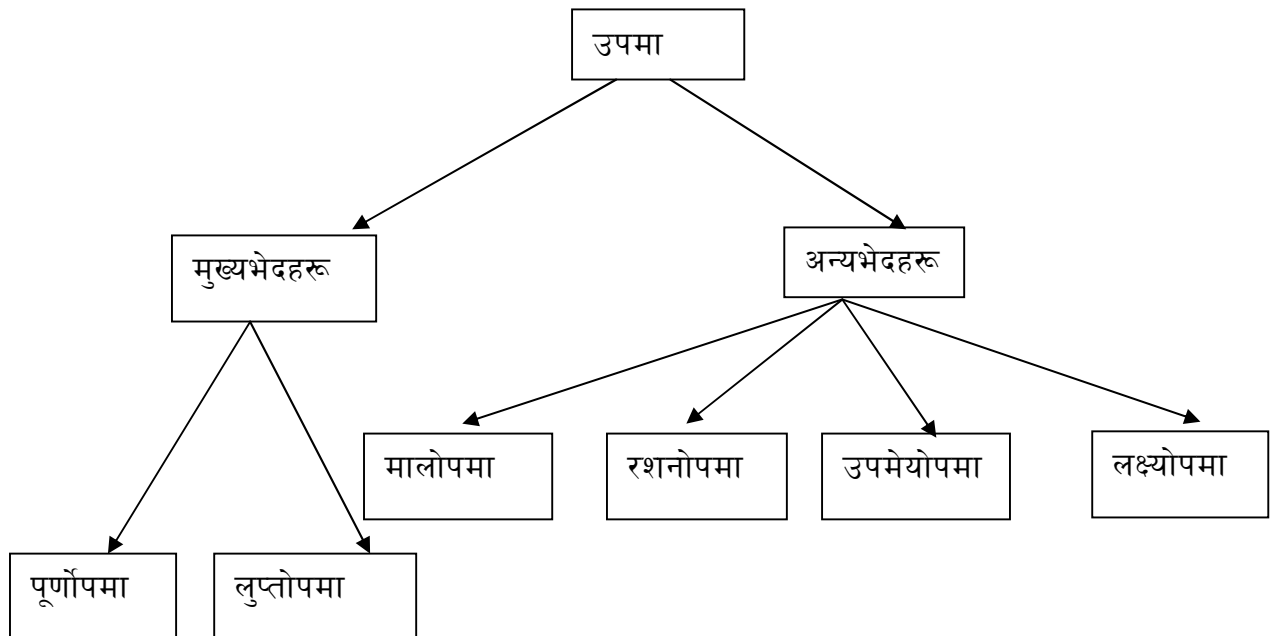 उपमा
मुख्यभेदहरू
अन्यभेदहरू
मालोपमा
रशनोपमा
उपमेयोपमा
लक्ष्योपमा
पूर्णोपमा
लुप्तोपमा